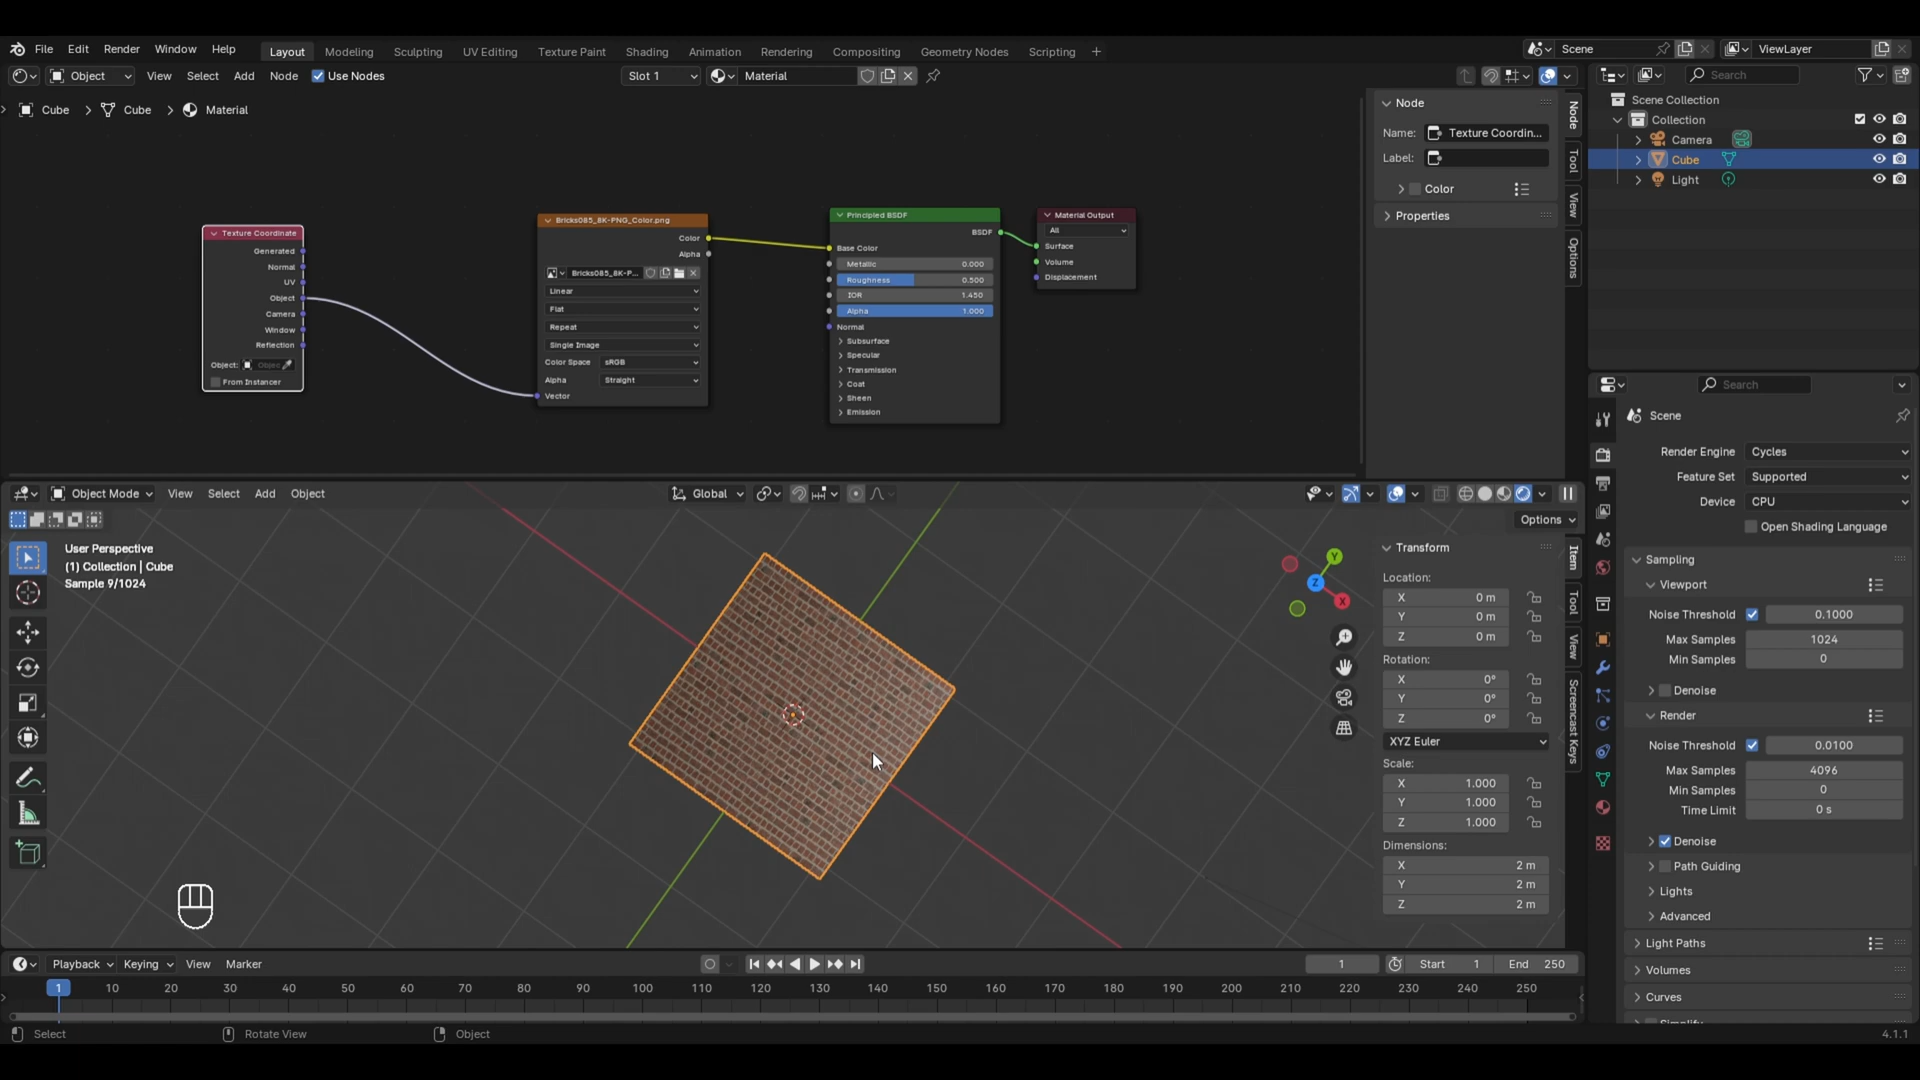 File Edit Render Window Help Layout Modeling Sculpting UV Editing Texture Paint Shading Animation Rendering Compositing Geometry Nodes Scripting + Scene ViewLayer
Object View Select Add Node Use Nodes Slot 1 Material Search
Cube > Cube > Material
Scene Collection
Collection
Camera
Cube
Light
Node
Name: Texture Coordin...
Label:
Color
Properties
Node
Tool
View
Options
Texture Coordinate
Generated
Normal
UV
Object
Camera
Window
Reflection
Object:
From Instancer
Bricks085_8K-PNG_Color.png
Color
Alpha
Bricks085_8K-P...
Linear
Flat
Repeat
Single Image
Color Space sRGB
Alpha Straight
Vector
Principled BSDF
BSDF
Base Color
Metallic 0.000
Roughness 0.500
IOR 1.450
Alpha 1.000
Normal
Subsurface
Specular
Transmission
Coat
Sheen
Emission
Material Output
All
Surface
Volume
Displacement
Object Mode View Select Add Object Global
Options
User Perspective
(1) Collection | Cube
Sample 9/1024
Y
Z
X
Transform
Location:
X 0 m
Y 0 m
Z 0 m
Rotation:
X 0°
Y 0°
Z 0°
XYZ Euler
Scale:
X 1.000
Y 1.000
Z 1.000
Dimensions:
X 2 m
Y 2 m
Z 2 m
Item
Tool
View
Screencast Keys
Search
Scene
Render Engine Cycles
Feature Set Supported
Device CPU
Open Shading Language
Sampling
Viewport
Noise Threshold 0.1000
Max Samples 1024
Min Samples 0
Denoise
Render
Noise Threshold 0.0100
Max Samples 4096
Min Samples 0
Time Limit 0 s
Denoise
Path Guiding
Lights
Advanced
Light Paths
Volumes
Curves
Playback Keying View Marker 1 Start 1 End 250
1 10 20 30 40 50 60 70 80 90 100 110 120 130 140 150 160 170 180 190 200 210 220 230 240 250
Select Rotate View Object 4.1.1